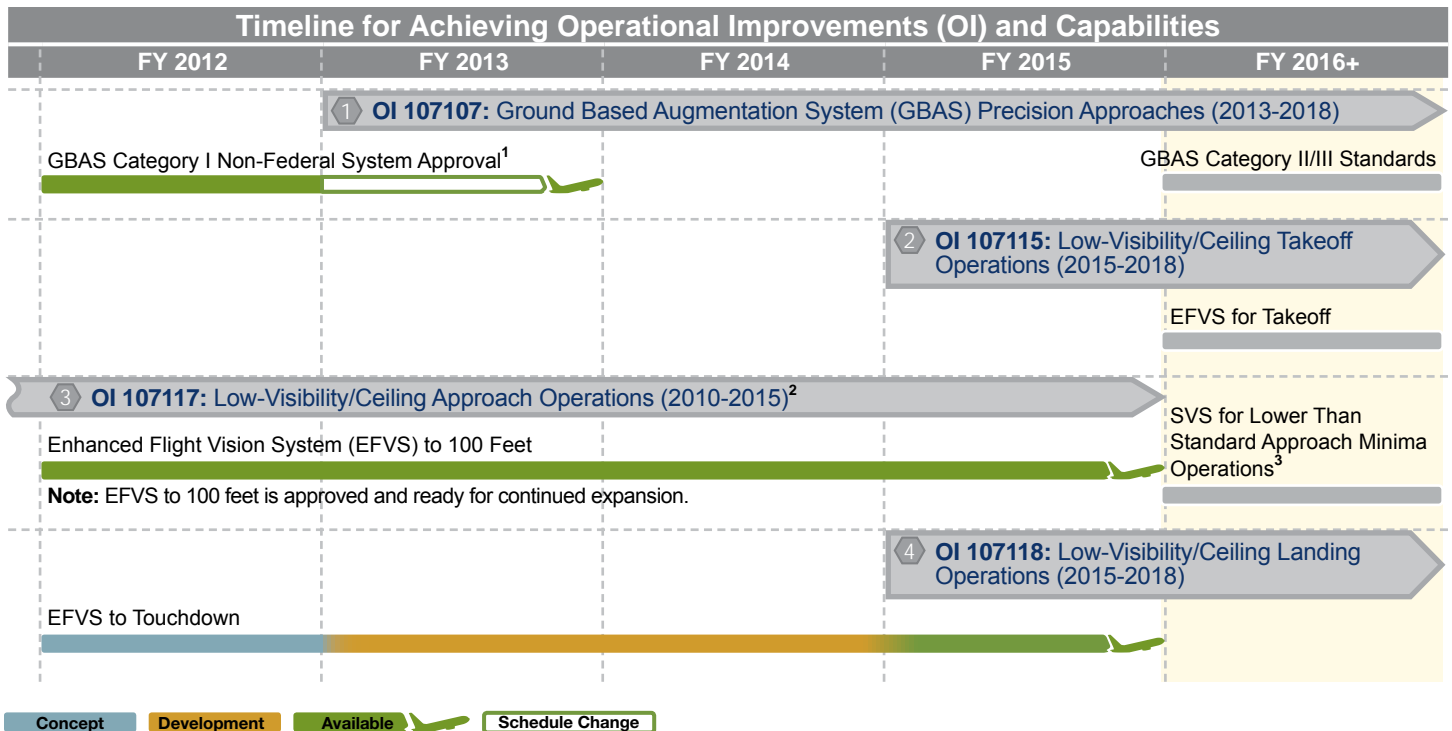 Timeline for Achieving Operational Improvements (OI) and Capabilities
FY 2012 FY 2013 FY 2014 FY 2015 FY 2016+
1 OI 107107: Ground Based Augmentation System (GBAS) Precision Approaches (2013-2018)
GBAS Category I Non-Federal System Approval1
GBAS Category II/III Standards
2 OI 107115: Low-Visibility/Ceiling Takeoff
Operations (2015-2018)
EFVS for Takeoff
3 OI 107117: Low-Visibility/Ceiling Approach Operations (2010-2015)2
Enhanced Flight Vision System (EFVS) to 100 Feet
Note: EFVS to 100 feet is approved and ready for continued expansion.
SVS for Lower Than
Standard Approach Minima
Operations3
4 OI 107118: Low-Visibility/Ceiling Landing
Operations (2015-2018)
EFVS to Touchdown
Concept Development Available Schedule Change